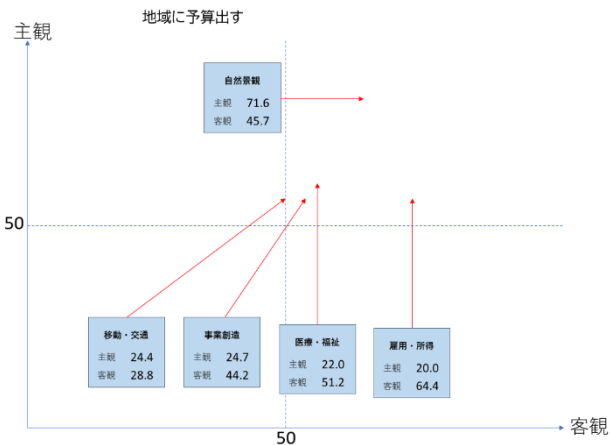 地域に予算出す
主観
自然景観
主観 71.6
客観 45.7
50
移動・交通
主観 24.4
客観 28.8
事業創造
主観 24.7
客観 44.2
医療・福祉
主観 22.0
客観 51.2
雇用・所得
主観 20.0
客観 64.4
50
客観